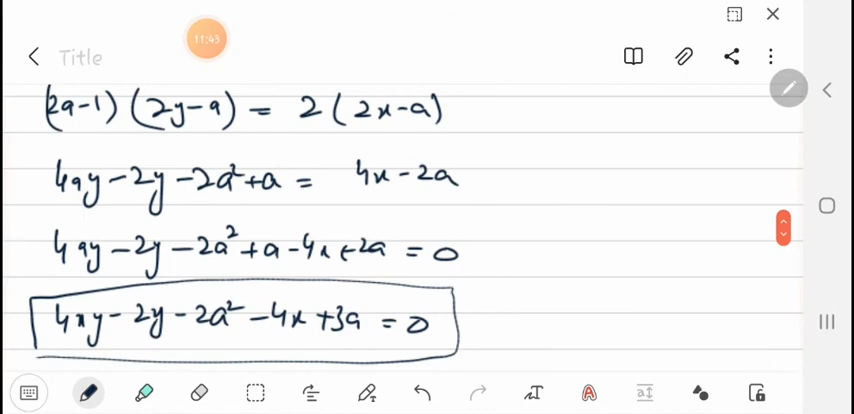 11:43
Title
(2a-1) (2y-a) = 2 (2x-a)
4ay-2y-2a²+a = 4x-2a
4ay-2y-2a²+a-4x+2a = 0
4xy-2y-2a²-4x+3a = 0